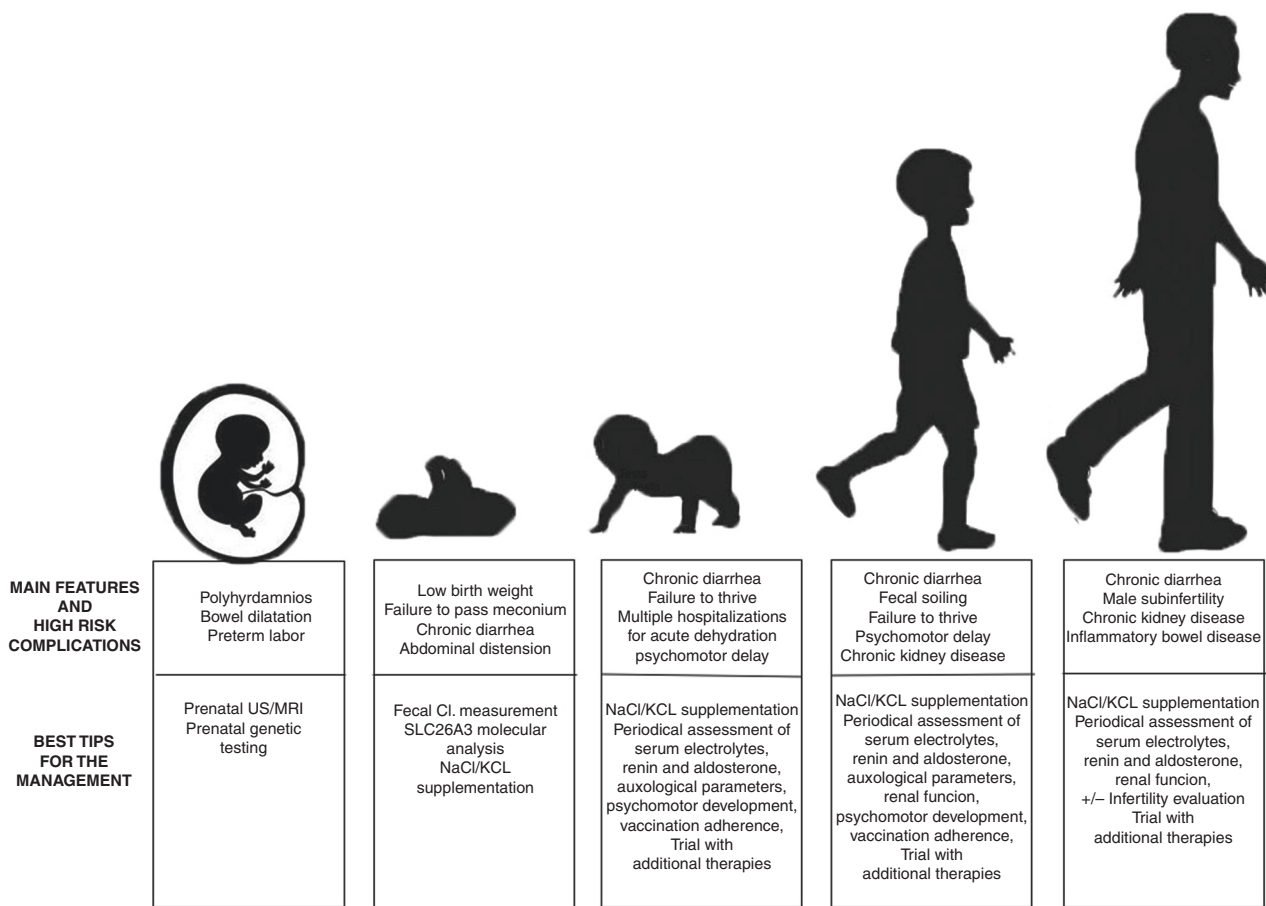 MAIN FEATURES
AND
HIGH RISK
COMPLICATIONS
Polyhyrdamnios
Bowel dilatation
Preterm labor
Low birth weight
Failure to pass meconium
Chronic diarrhea
Abdominal distension
Chronic diarrhea
Failure to thrive
Multiple hospitalizations
for acute dehydration
psychomotor delay
Chronic diarrhea
Fecal soiling
Failure to thrive
Psychomotor delay
Chronic kidney disease
Chronic diarrhea
Male subinfertility
Chronic kidney disease
Inflammatory bowel disease
BEST TIPS
FOR THE
MANAGEMENT
Prenatal US/MRI
Prenatal genetic
testing
Fecal Cl. measurement
SLC26A3 molecular
analysis
NaCl/KCL
supplementation
NaCl/KCL supplementation
Periodical assessment of
serum electrolytes,
renin and aldosterone,
auxological parameters,
psychomotor development,
vaccination adherence,
Trial with
additional therapies
NaCl/KCL supplementation
Periodical assessment of
serum electrolytes,
renin and aldosterone,
auxological parameters,
renal funcion,
psychomotor development,
vaccination adherence,
Trial with
additional therapies
NaCl/KCL supplementation
Periodical assessment of
serum electrolytes,
renin and aldosterone,
renal funcion,
+/– Infertility evaluation
Trial with
additional therapies